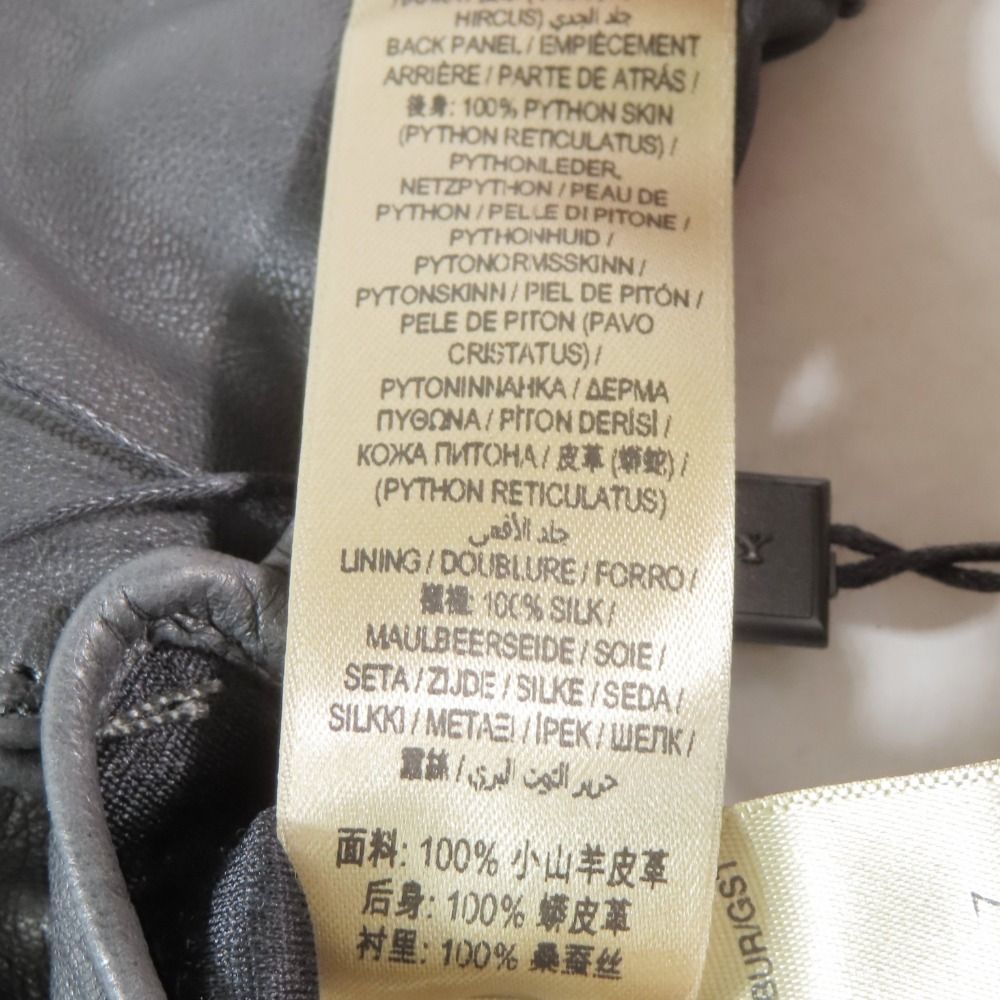 HIRCUS) جلد الجدي
BACK PANEL / EMPIÈCEMENT
ARRIÈRE / PARTE DE ATRÁS /
後身: 100% PYTHON SKIN
(PYTHON RETICULATUS) /
PYTHONLEDER,
NETZPYTHON / PEAU DE
PYTHON / PELLE DI PITONE /
PYTHONHUID /
PYTONORMSSKINN /
PYTONSKINN / PIEL DE PITÓN /
PELE DE PITON (PAVO
CRISTATUS) /
PYTONINNAHKA / ΔΕΡΜΑ
ΠΥΘΩΝΑ / PİTON DERİSİ /
КОЖА ПИТОНА / 皮革 (蟒蛇) /
(PYTHON RETICULATUS)
جلد الأفعى
LINING / DOUBLURE / FORRO /
100% SILK /
MAULBEERSEIDE / SOIE /
SETA / ZIJDE / SILKE / SEDA /
SILKKI / ΜΕΤΑΞΙ / İPEK / ШЕЛК /
蠶絲 / حرير التوت البري
面料: 100% 小山羊皮革
后身: 100% 蟒皮革
衬里: 100% 桑蚕丝
Y
BUR/GST
7